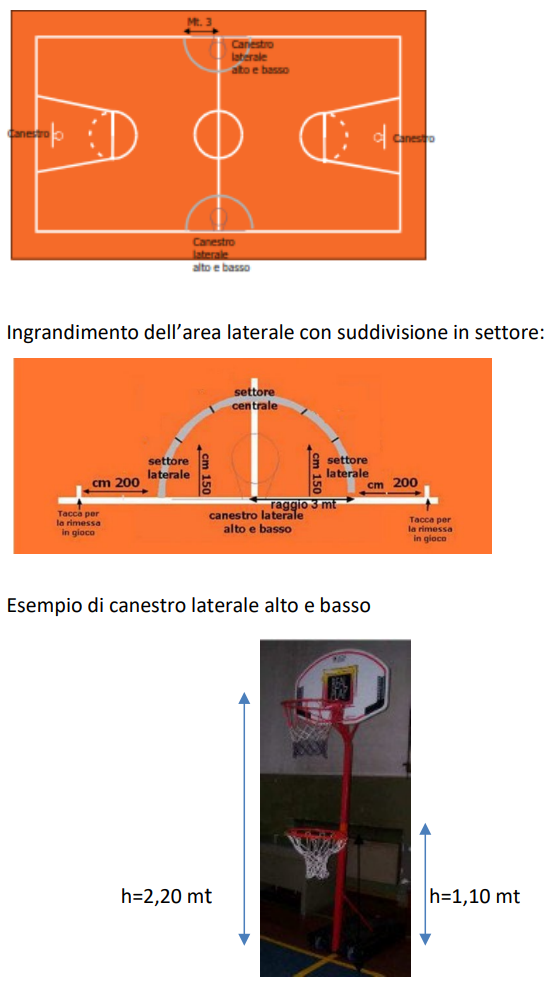 Mt. 3
Canestro
laterale
alto e basso
Canestro
Canestro
Canestro
laterale
alto e basso
Ingrandimento dell’area laterale con suddivisione in settore:
settore
centrale
settore
laterale
cm 150
cm 150
settore
laterale
cm 200
cm 200
raggio 3 mt
canestro laterale
alto e basso
Tacca per
la rimessa
in gioco
Tacca per
la rimessa
in gioco
Esempio di canestro laterale alto e basso
REAL
PLAY
h=2,20 mt
h=1,10 mt